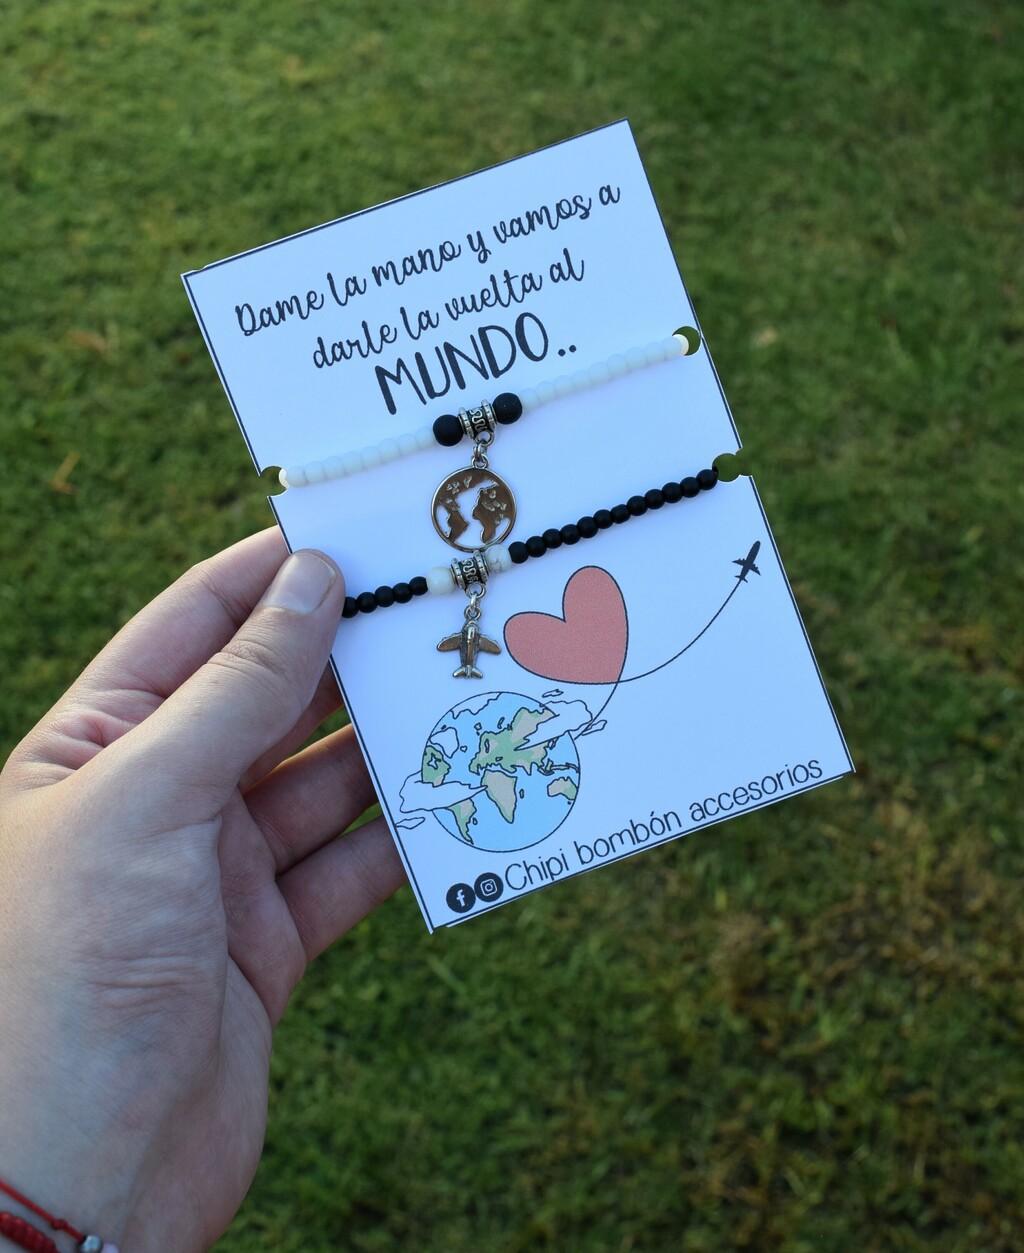 Dame la mano y vamos a
darle la vuelta al
MUNDO..
Chipi bombón accesorios